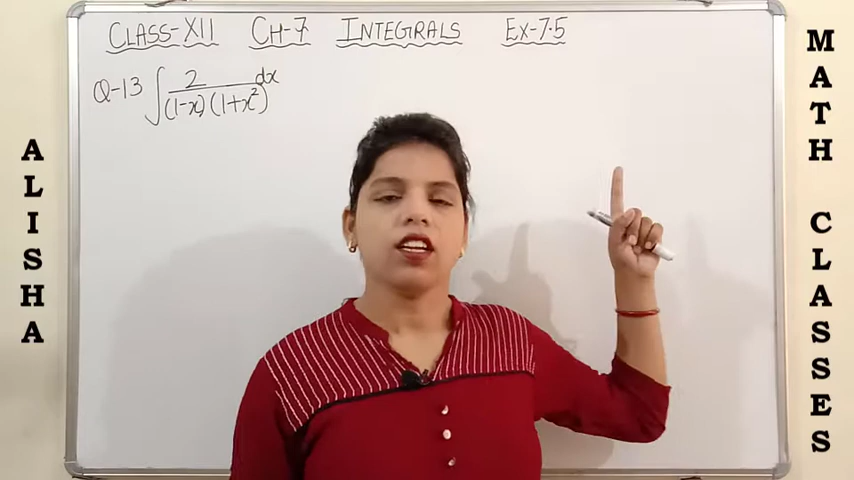 CLASS-XII CH-7 INTEGRALS EX-7.5
Q-13 ∫ 2/((1-x)(1+x²)) dx
ALISHA
MATH CLASSES